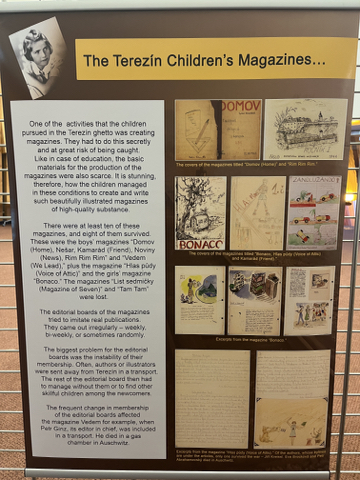 The Terezín Children's Magazines...
One of the activities that the children
pursued in the Terezín ghetto was creating
magazines. They had to do this secretly
and at great risk of being caught.
Like in case of education, the basic
materials for the production of the
magazines were also scarce. It is stunning,
therefore, how the children managed
in these conditions to create and write
such beautifully illustrated magazines
of high-quality substance.
There were at least ten of these
magazines, and eight of them survived.
These were the boys' magazines "Domov
(Home), Nešar, Kamarád (Friend), Noviny
(News), Rim Rim Rim" and "Vedem
(We Lead)," plus the magazine "Hlas půdy
(Voice of Attic) and the girls' magazine
"Bonaco." The magazines "List sedmičky
(Magazine of Seven)" and "Tam Tam"
were lost.
The editorial boards of the magazines
tried to imitate real publications.
They came out irregularly – weekly,
bi-weekly, or sometimes randomly.
The biggest problem for the editorial
boards was the instability of their
membership. Often, authors or illustrators
were sent away from Terezín in a transport.
The rest of the editorial board then had
to manage without them or to find other
skillful children among the newcomers.
The frequent change in membership
of the editorial boards affected
the magazine Vedem for example, when
Petr Ginz, its editor in chief, was included
in a transport. He died in a gas
chamber in Auschwitz.
DOMOV
The covers of the magazines titled "Domov (Home)" and "Rim Rim Rim."
BONACO
The covers of the magazines titled "Bonaco, Hlas půdy (Voice of Attic) and
Kamarád (Friend)."
Excerpts from the magazine "Bonaco"